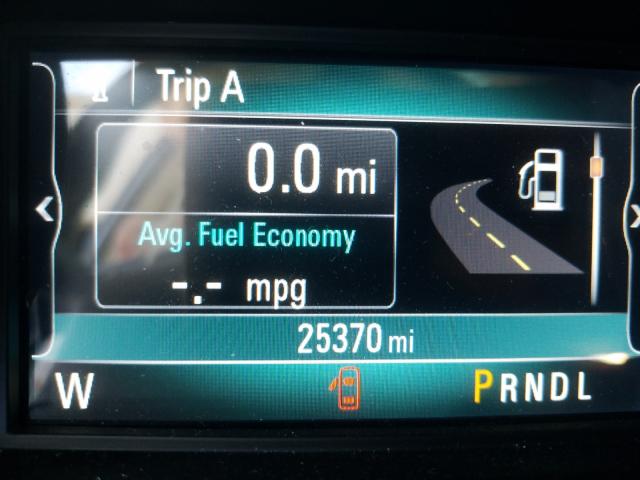 Trip A
0.0 mi
Avg. Fuel Economy
-.- mpg
25370 mi
W PRNDL